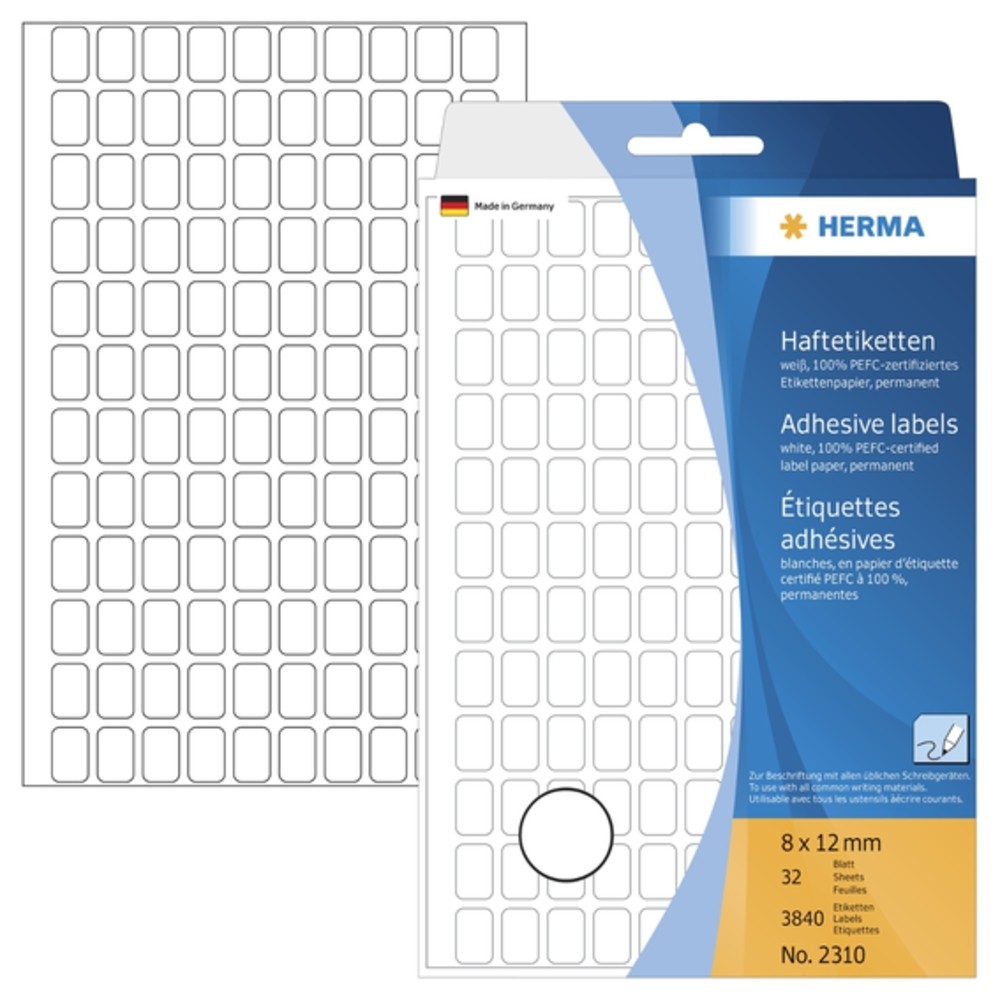 Made in Germany
HERMA
Haftetiketten
weiß, 100% PEFC-zertifiziertes
Etikettenpapier, permanent
Adhesive labels
white, 100% PEFC-certified
label paper, permanent
Étiquettes
adhésives
blanches, en papier d'étiquette
certifié PEFC à 100 %,
permanentes
Zur Beschriftung mit allen üblichen Schreibgeräten.
To use with all common writing materials.
Utilisable avec tous les ustensils àécrire courants.
8 x 12 mm
32 Blatt
Sheets
Feuilles
3840 Etiketten
Labels
Etiquettes
No. 2310